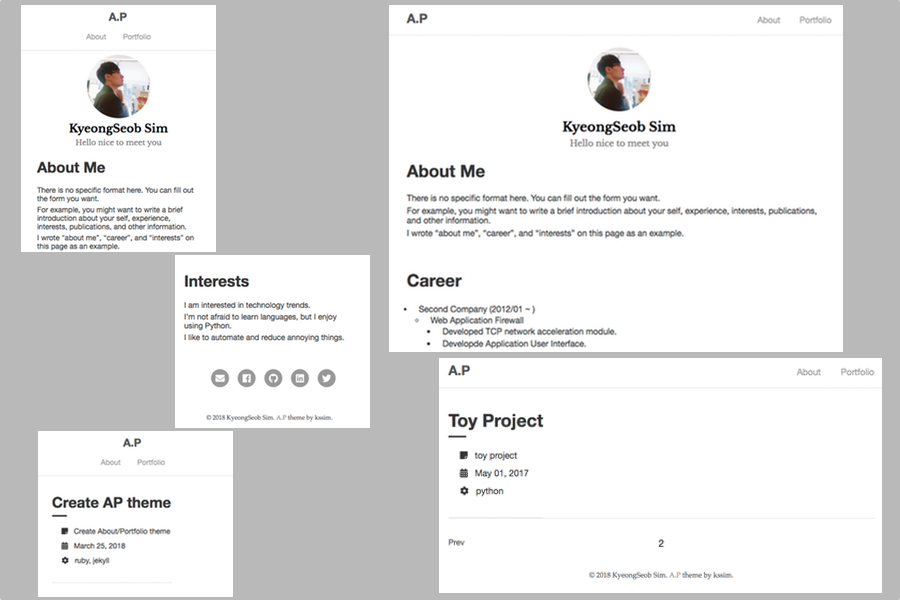 A.P
About Portfolio
KyeongSeob Sim
Hello nice to meet you
About Me
There is no specific format here. You can fill out
the form you want.
For example, you might want to write a brief
introduction about your self, experience,
interests, publications, and other information.
I wrote “about me”, “career”, and “interests” on
this page as an example.
A.P
About Portfolio
KyeongSeob Sim
Hello nice to meet you
About Me
There is no specific format here. You can fill out the form you want.
For example, you might want to write a brief introduction about your self, experience, interests, publications,
and other information.
I wrote “about me”, “career”, and “interests” on this page as an example.
Career
Second Company (2012/01 ~ )
Web Application Firewall
Developed TCP network acceleration module.
Developde Application User Interface.
Interests
I am interested in technology trends.
I'm not afraid to learn languages, but I enjoy
using Python.
I like to automate and reduce annoying things.
© 2018 KyeongSeob Sim. A.P theme by kssim.
A.P
About Portfolio
Toy Project
toy project
May 01, 2017
python
Prev 2
© 2018 KyeongSeob Sim. A.P theme by kssim.
A.P
About Portfolio
Create AP theme
Create About/Portfolio theme
March 25, 2018
ruby, jekyll